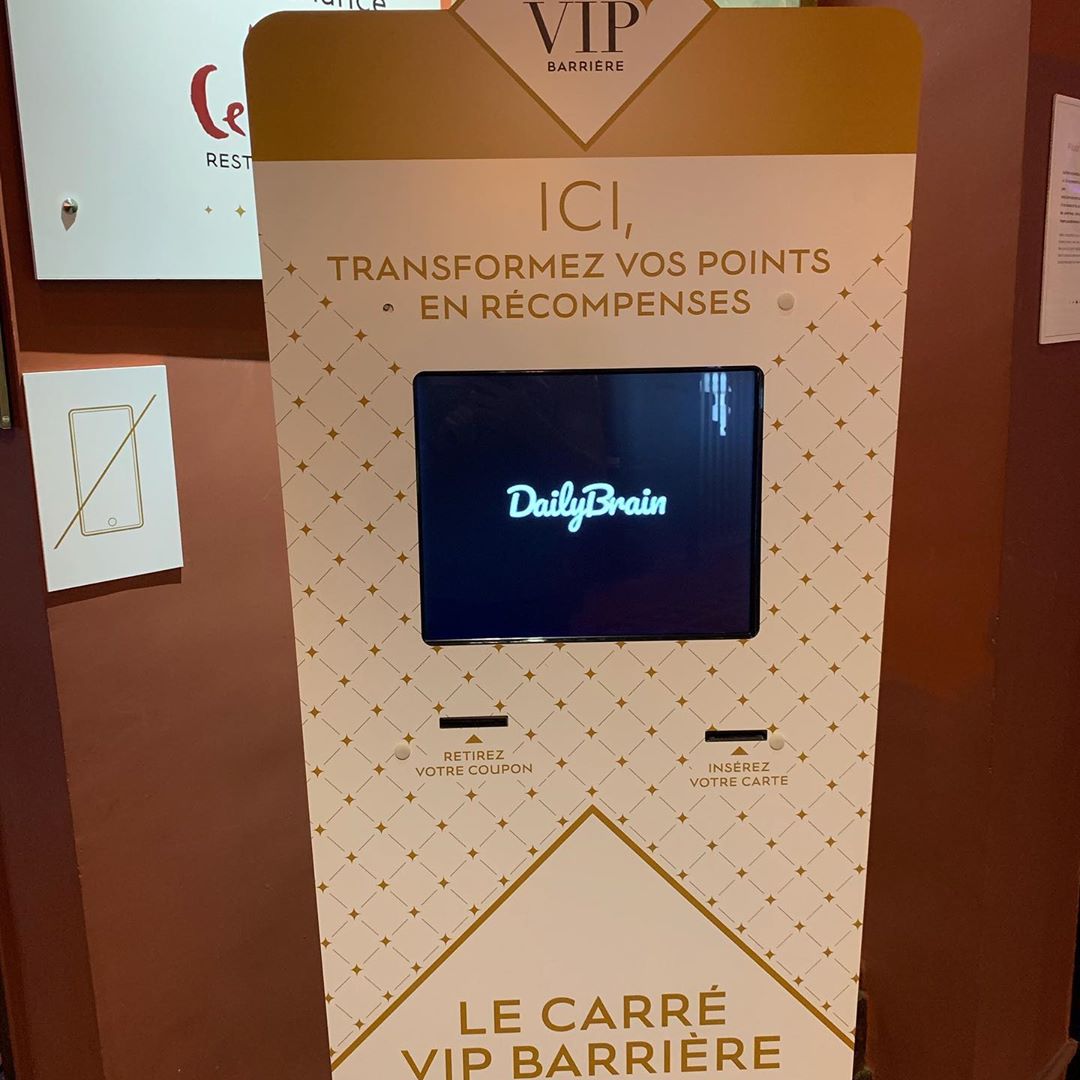 VIP
BARRIÈRE
REST
ICI,
TRANSFORMEZ VOS POINTS
EN RÉCOMPENSES
DailyBrain
RETIREZ
VOTRE COUPON
INSÉREZ
VOTRE CARTE
LE CARRÉ
VIP BARRIÈRE